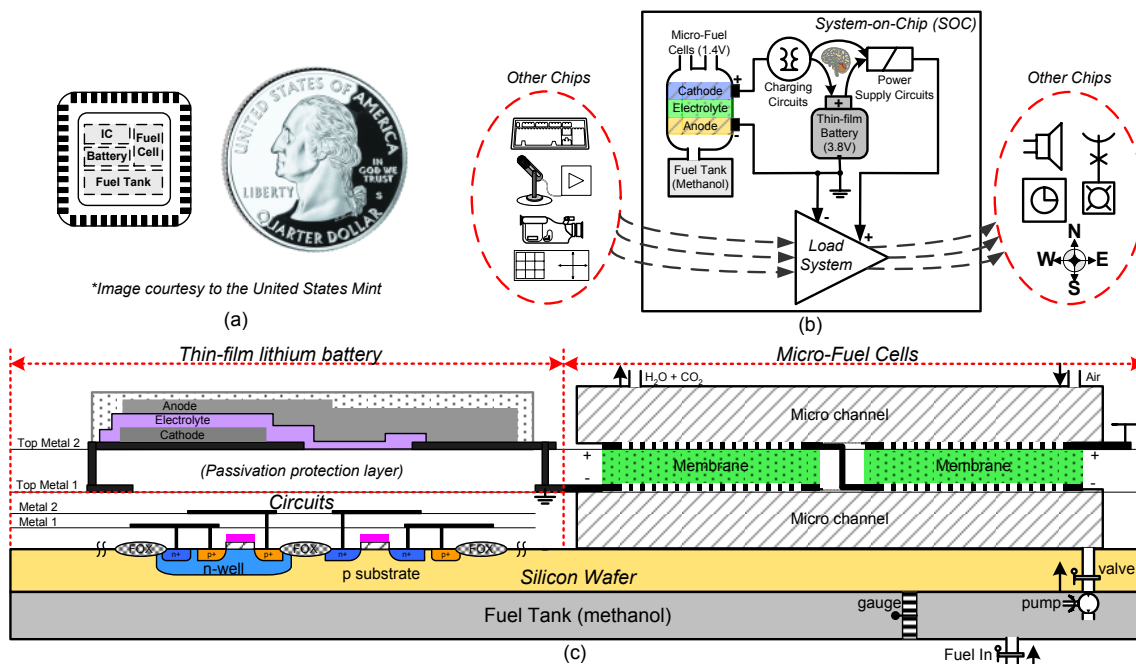 IC
Fuel
Cell
Battery
Fuel Tank
UNITED STATES OF AMERICA
LIBERTY
IN
GOD WE
TRUST
S
QUARTER DOLLAR
*Image courtesy to the United States Mint
(a)
System-on-Chip (SOC)
Micro-Fuel
Cells (1.4V)
Other Chips
+
Cathode
Electrolyte
Anode
-
Fuel Tank
(Methanol)
Charging
Circuits
Power
Supply Circuits
+
Thin-film
Battery
(3.8V)
-
+
Load
System
Other Chips
N
W
E
S
(b)
Thin-film lithium battery
Micro-Fuel Cells
H2O + CO2
Air
Anode
Electrolyte
Cathode
Micro channel
Top Metal 2
(Passivation protection layer)
+
Membrane
Membrane
+
-
-
Top Metal 1
Circuits
Metal 2
Metal 1
Micro channel
FOX
n+
p+
p+
FOX
n+
n+
p+
FOX
n-well
p substrate
Silicon Wafer
valve
Fuel Tank (methanol)
gauge
pump
Fuel In
(c)